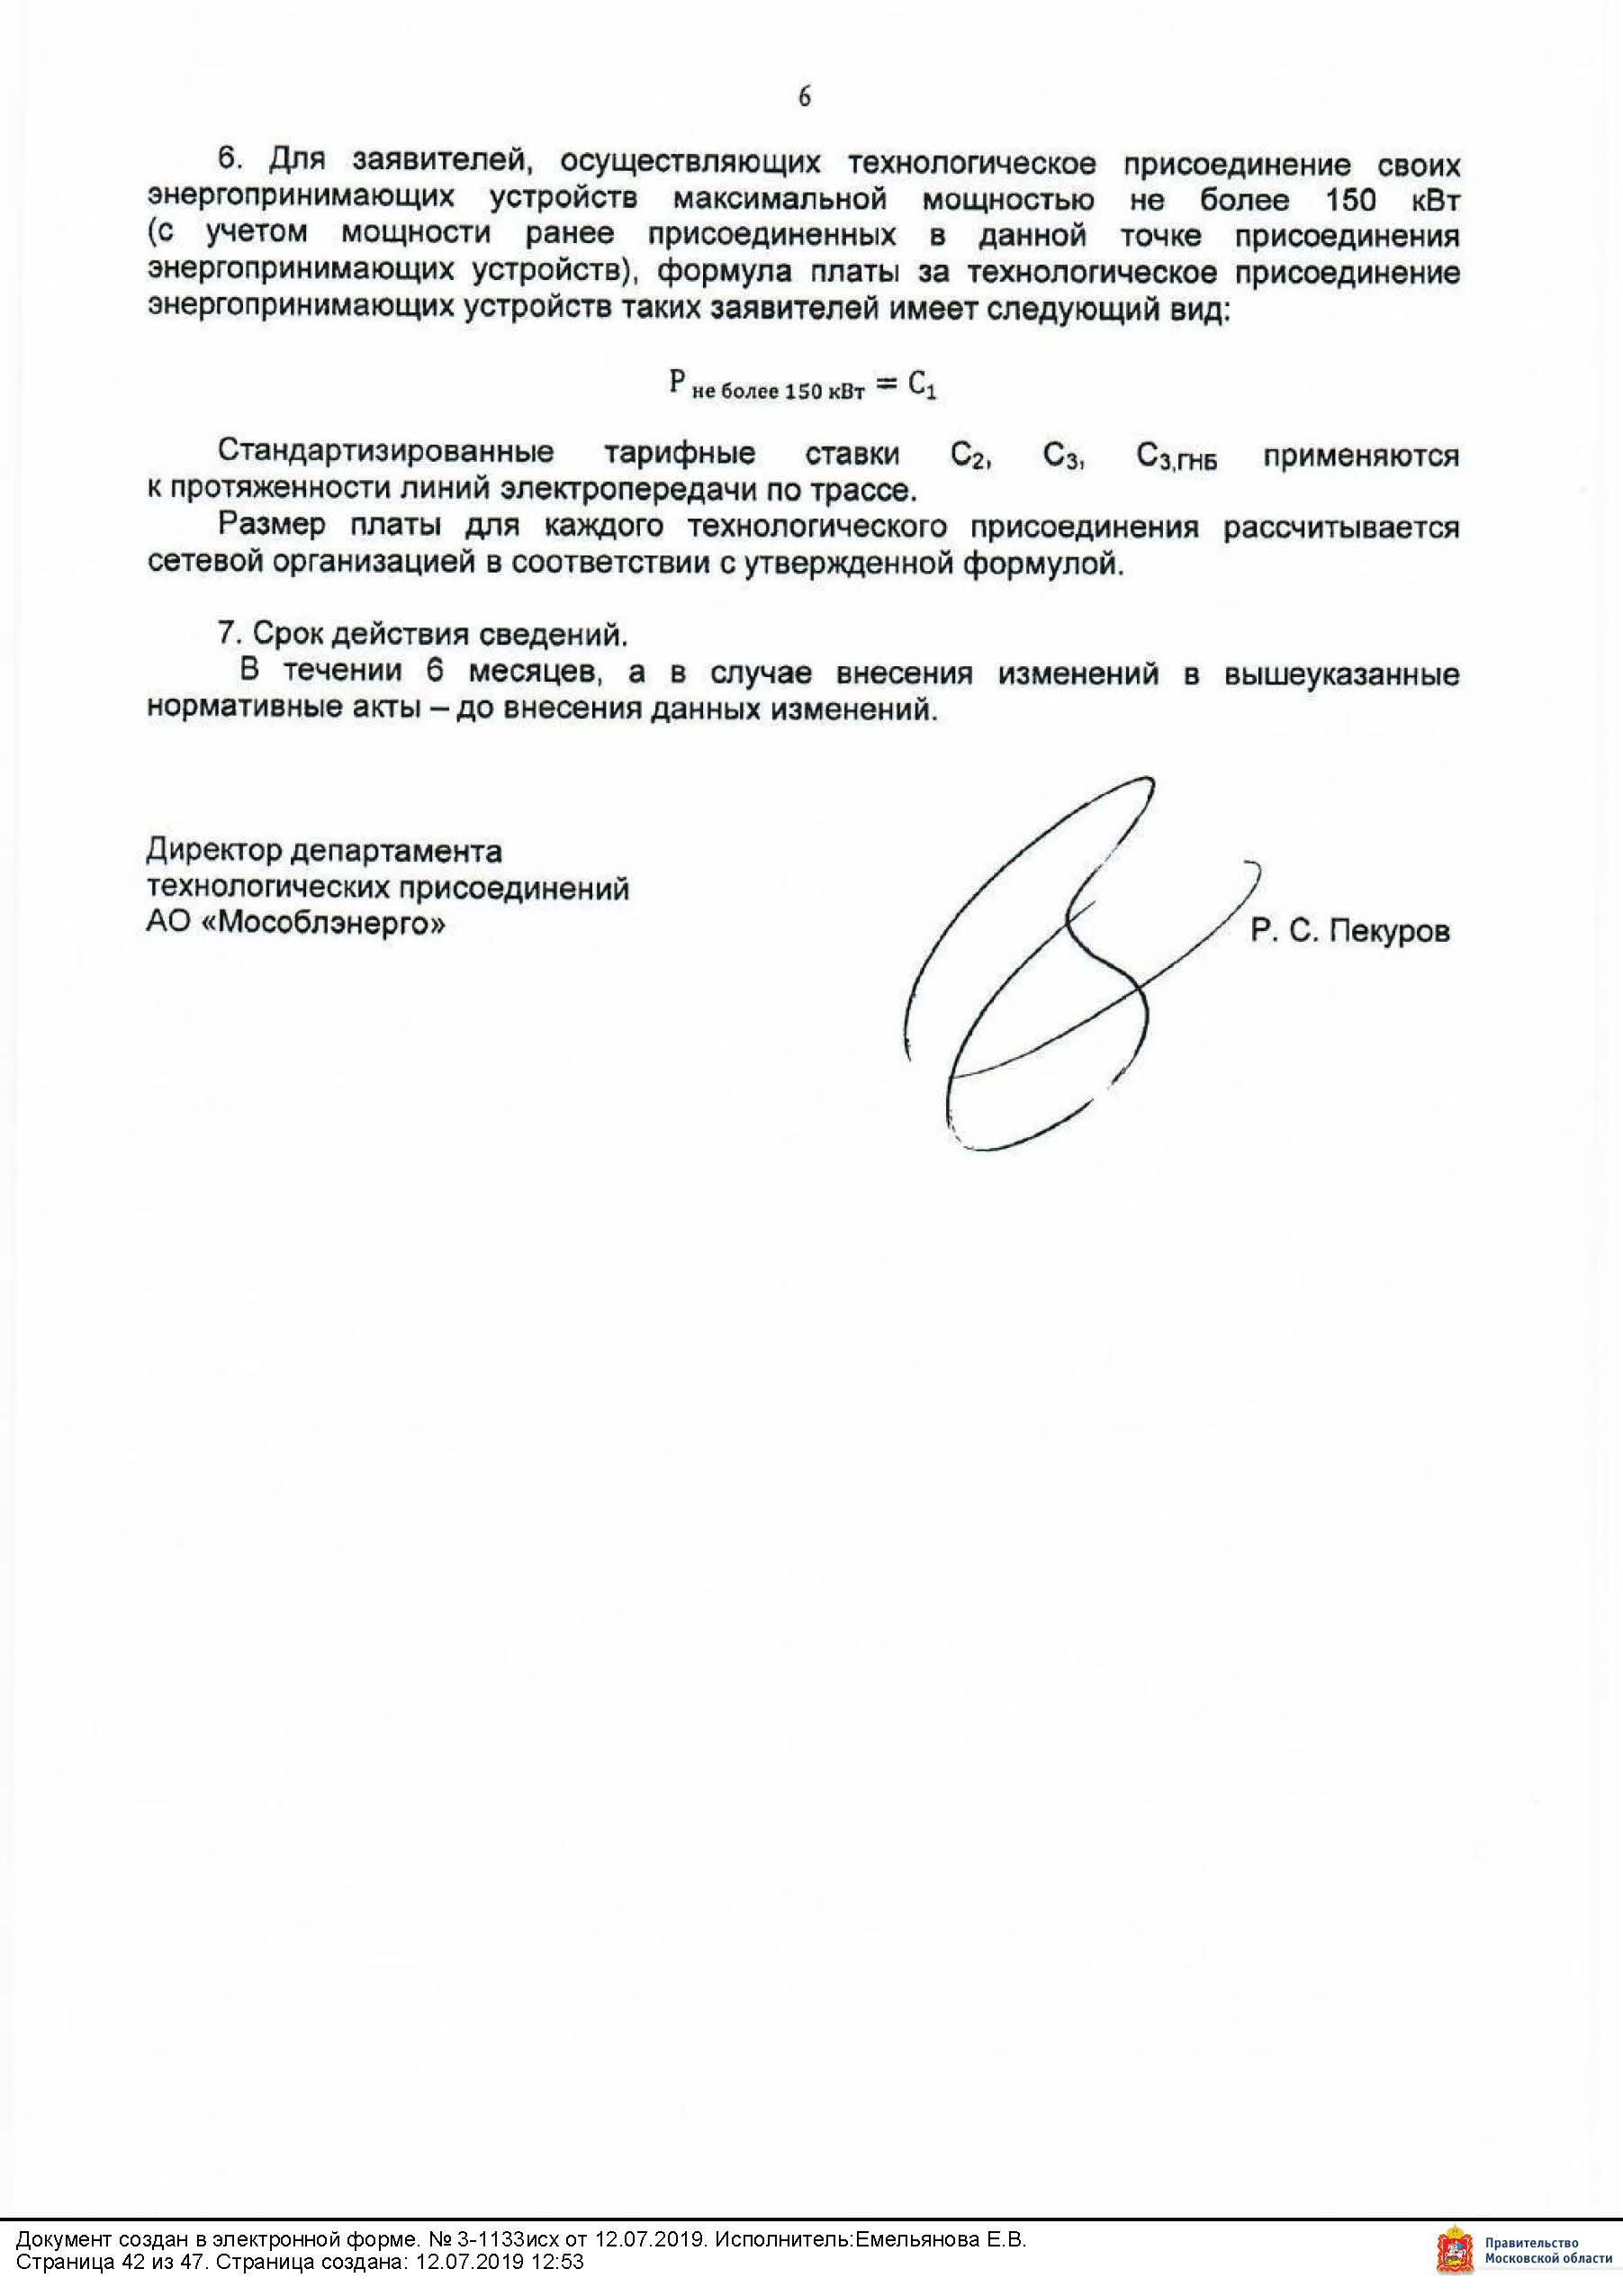 6
6. Для заявителей, осуществляющих технологическое присоединение своих
энергопринимающих устройств максимальной мощностью не более 150 кВт
(с учетом мощности ранее присоединенных в данной точке присоединения
энергопринимающих устройств), формула платы за технологическое присоединение
энергопринимающих устройств таких заявителей имеет следующий вид:
P не более 150 кВт = C₁
Стандартизированные тарифные ставки С₂, С₃, С₃,ГНБ применяются
к протяженности линий электропередачи по трассе.
Размер платы для каждого технологического присоединения рассчитывается
сетевой организацией в соответствии с утвержденной формулой.
7. Срок действия сведений.
В течении 6 месяцев, а в случае внесения изменений в вышеуказанные
нормативные акты – до внесения данных изменений.
Директор департамента
технологических присоединений
АО «Мособлэнерго»
Р. С. Пекуров
Документ создан в электронной форме. № 3-1133исх от 12.07.2019. Исполнитель:Емельянова Е.В.
Страница 42 из 47. Страница создана: 12.07.2019 12:53
Правительство
Московской области